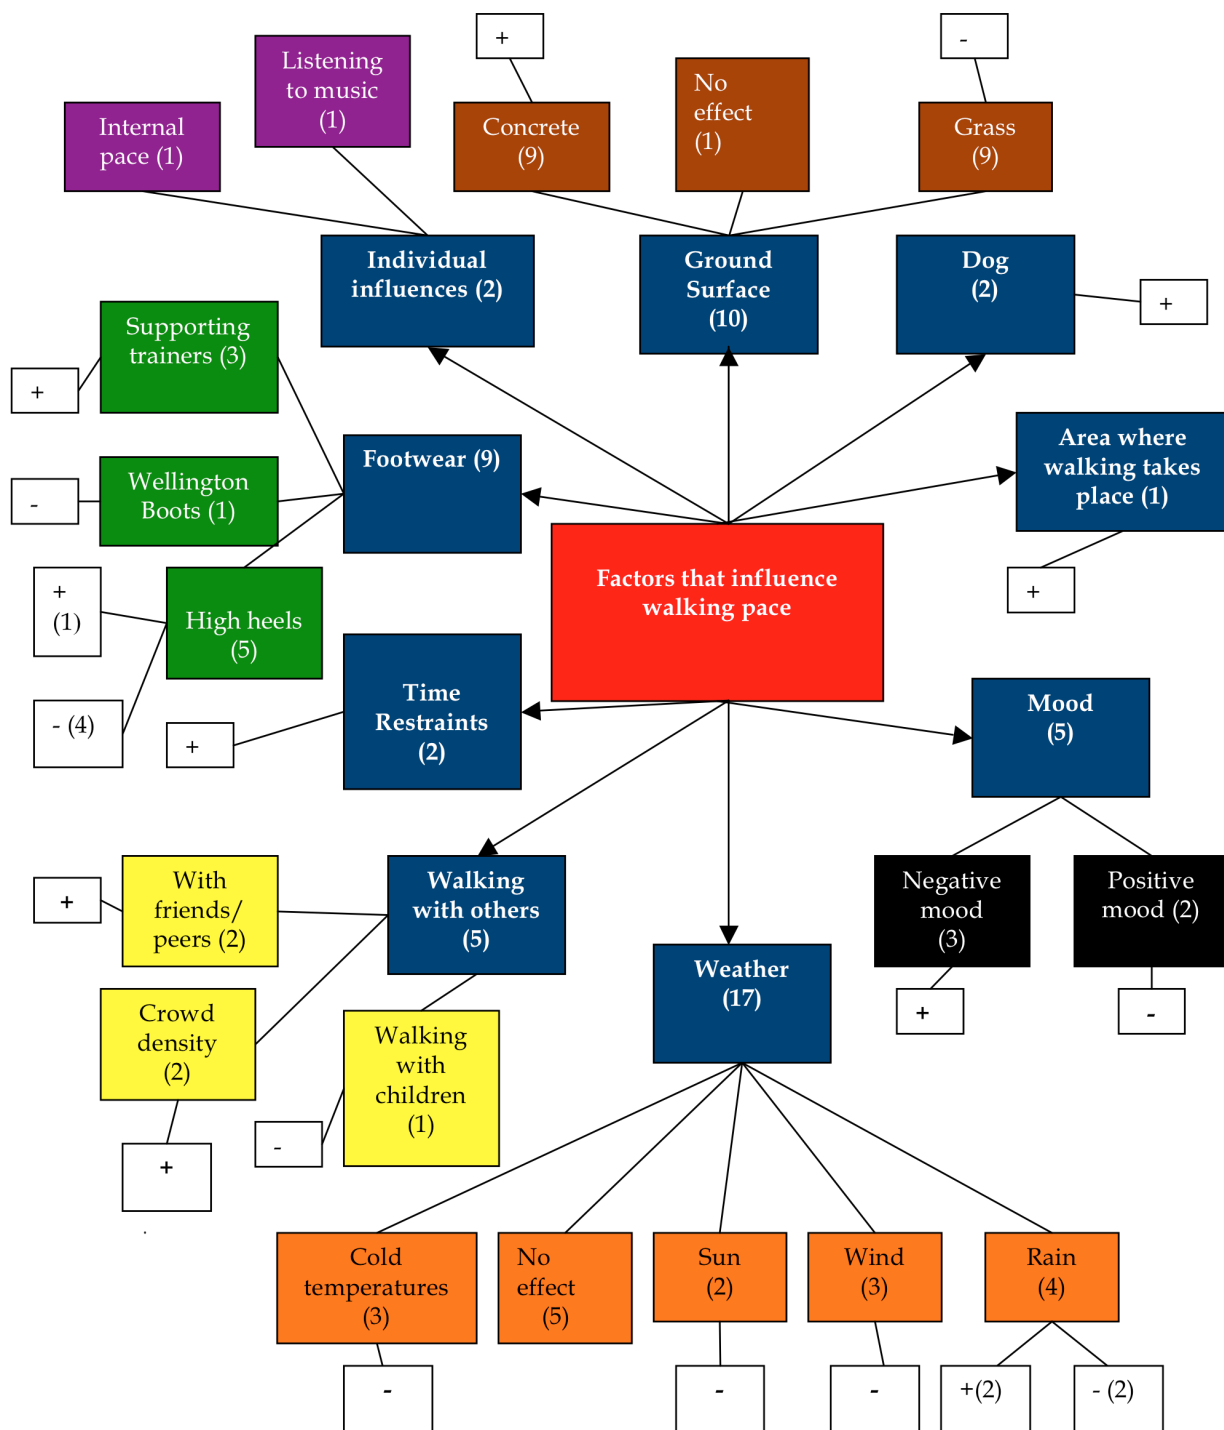 +
-
Listening
to music
(1)
No
effect
(1)
Internal
pace (1)
Concrete
(9)
Grass
(9)
Individual
influences (2)
Ground
Surface
(10)
Dog
(2)
+
Supporting
trainers (3)
+
Area where
walking takes
place (1)
Footwear (9)
Wellington
Boots (1)
-
+
Factors that influence
walking pace
+
(1)
High heels
(5)
- (4)
Time
Restraints
(2)
+
Mood
(5)
With
friends/
peers (2)
+
Walking
with others
(5)
Negative
mood
(3)
Positive
mood (2)
Weather
(17)
+
-
Crowd
density
(2)
Walking
with
children
(1)
-
+
Cold
temperatures
(3)
No
effect
(5)
Sun
(2)
Wind
(3)
Rain
(4)
-
-
-
+(2)
- (2)